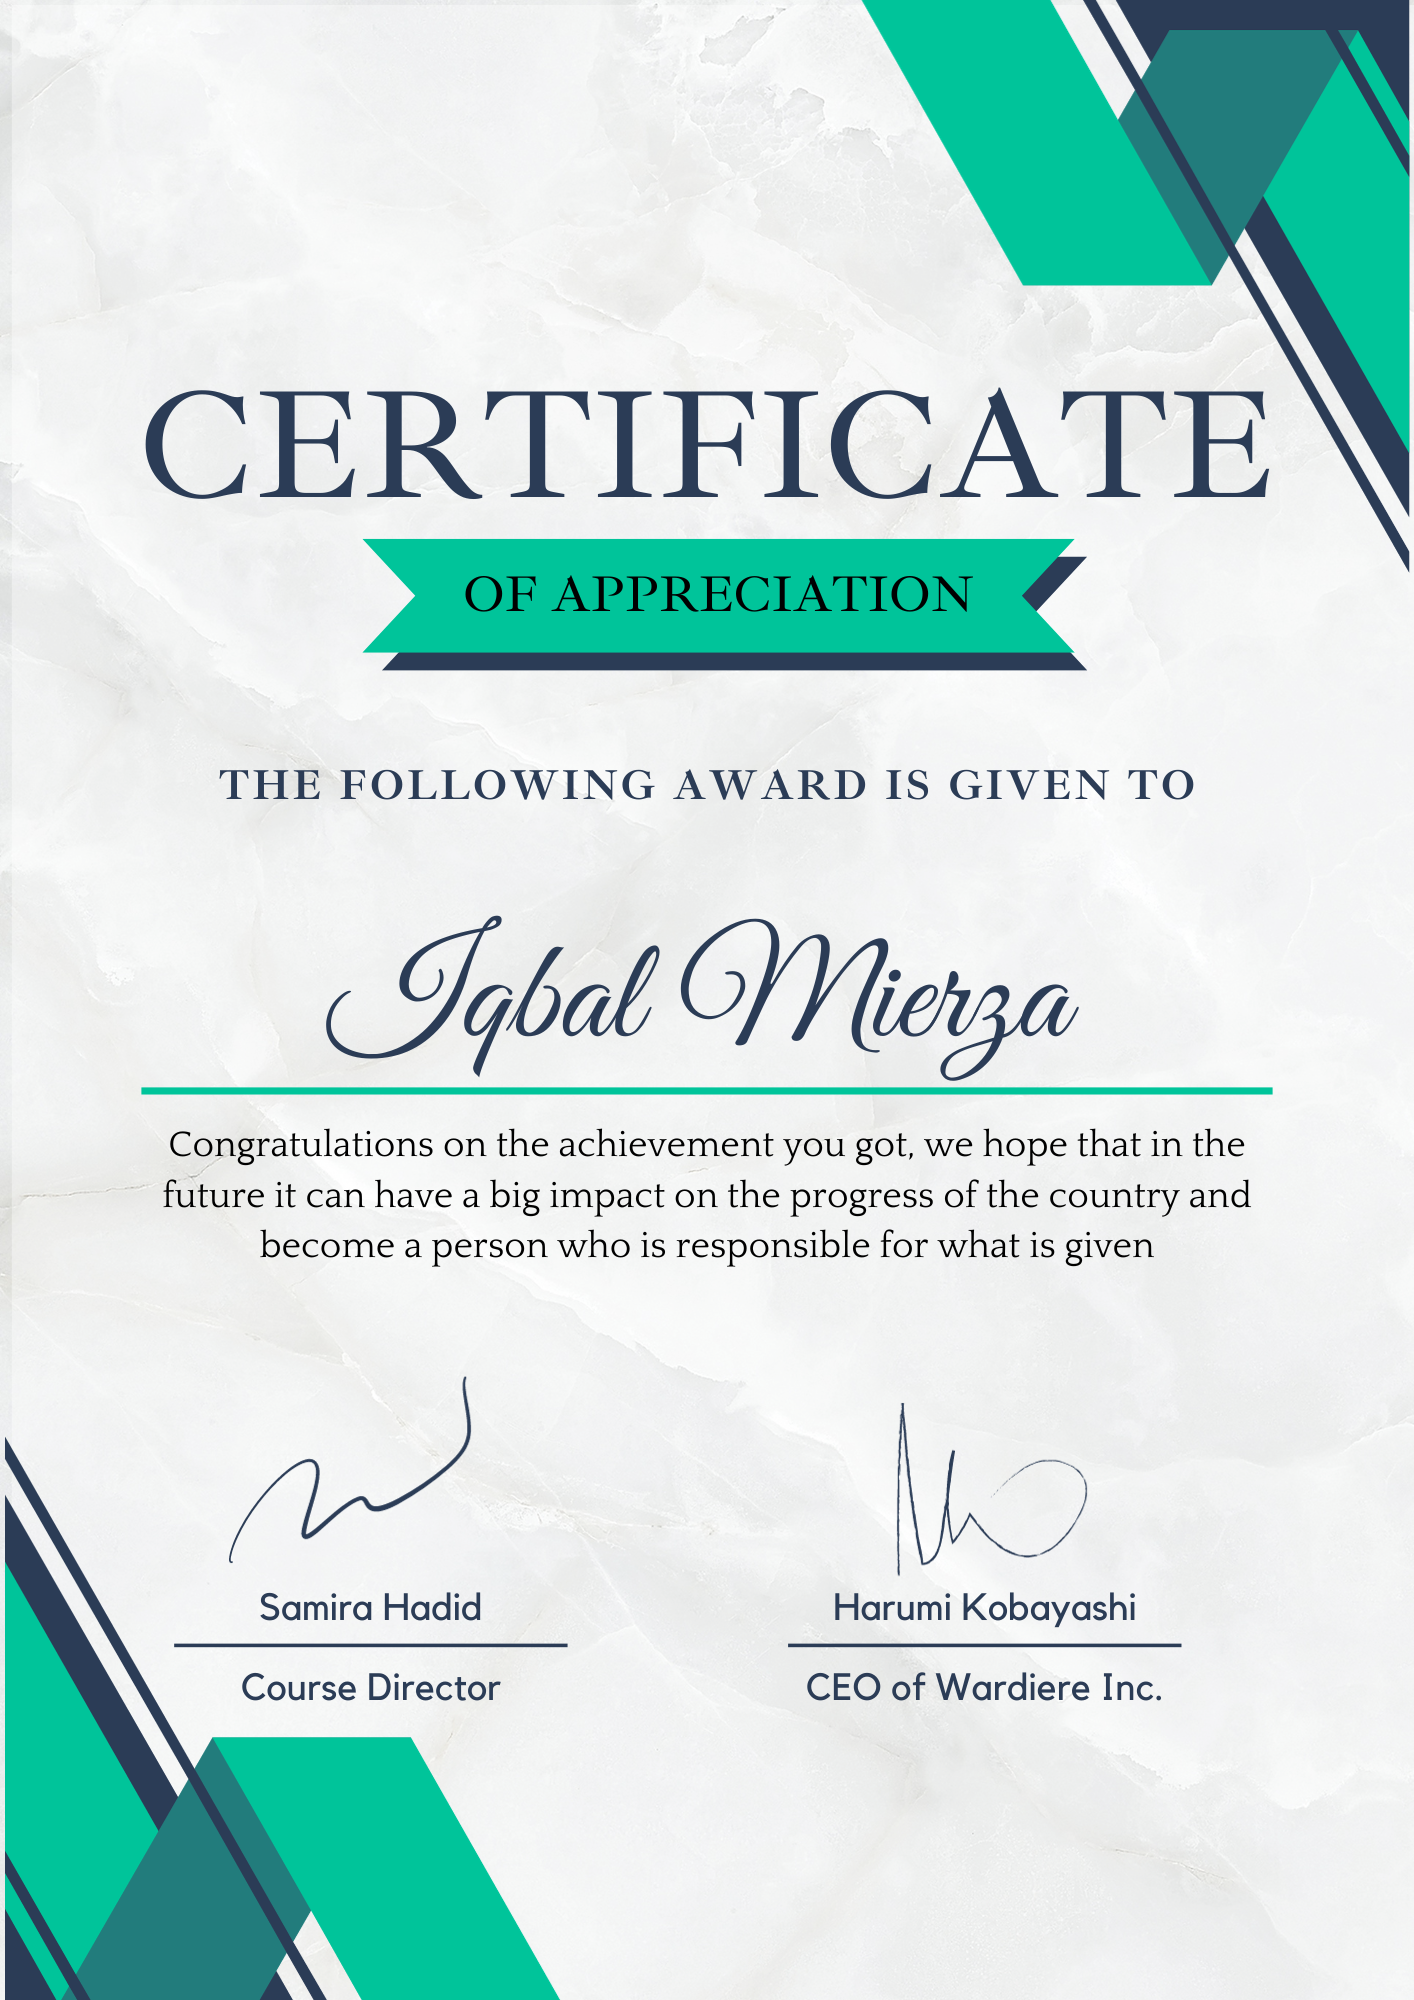 CERTIFICATE
OF APPRECIATION
THE FOLLOWING AWARD IS GIVEN TO
Iqbal Mierza
Congratulations on the achievement you got, we hope that in the
future it can have a big impact on the progress of the country and
become a person who is responsible for what is given
Samira Hadid
Harumi Kobayashi
Course Director
CEO of Wardiere Inc.